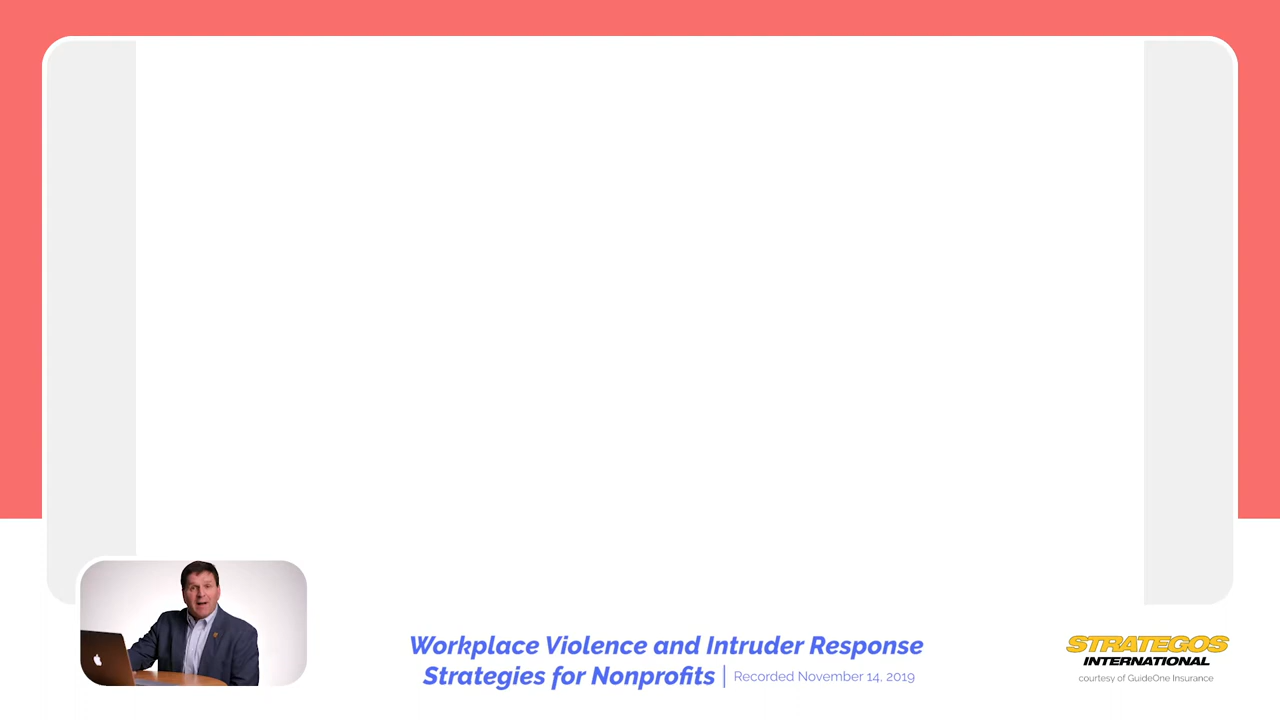 Workplace Violence and Intruder Response
Strategies for Nonprofits | Recorded November 14, 2019
STRATEGOS
INTERNATIONAL
courtesy of GuideOne Insurance